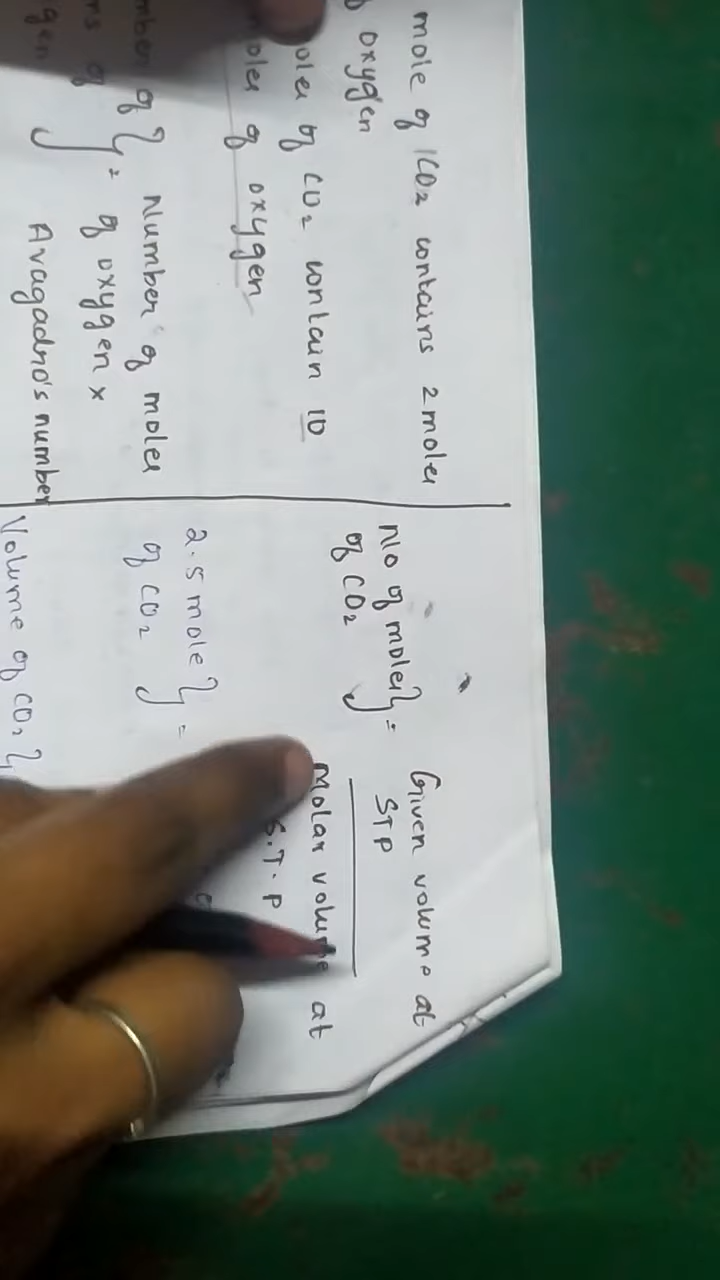 mole of 1CO2 contains 2 moles
oxygen
of CO2 contain 10
of oxygen
of } = Number of moles
of oxygen x
Avagadro's number
No of moles } = Given volume at
of CO2 STP
Molar volume at
S.T.P
2.5 mole } =
of CO2
Volume of CO2 }